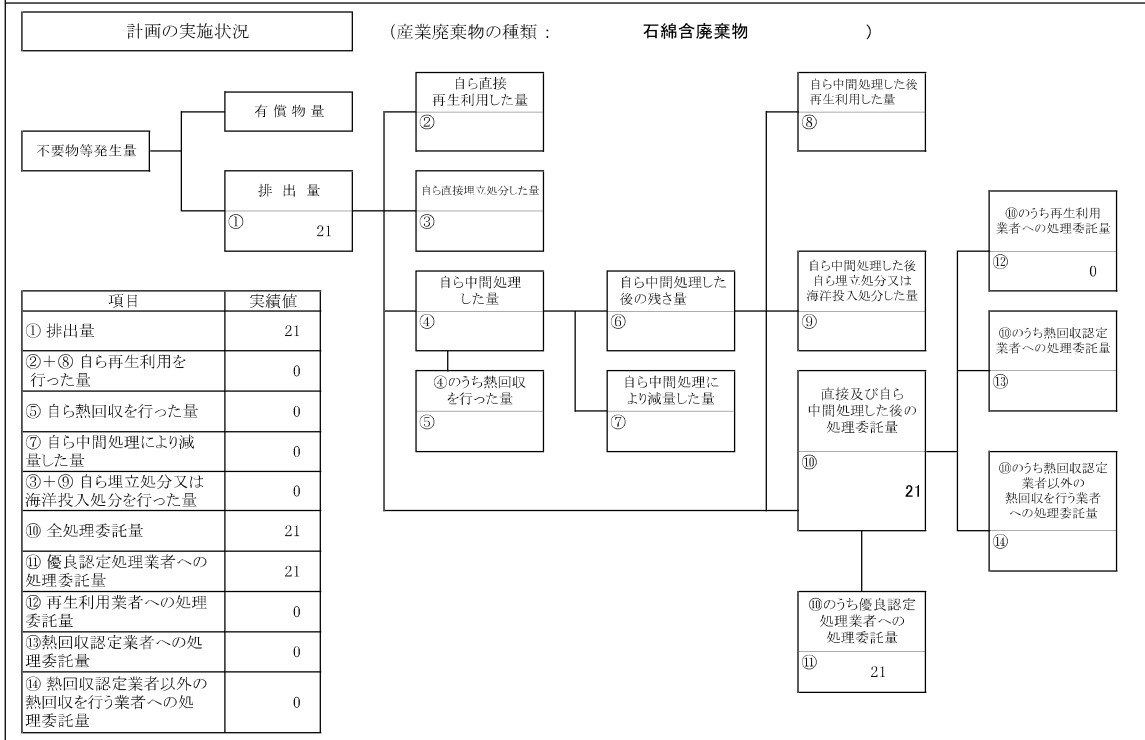 計画の実施状況
(産業廃棄物の種類： 石綿含廃棄物 )
不要物等発生量
有償物量
排出量
①
21
自ら直接
再生利用した量
②
自ら直接埋立処分した量
③
自ら中間処理
した量
④
④のうち熱回収
を行った量
⑤
自ら中間処理した
後の残さ量
⑥
自ら中間処理に
より減量した量
⑦
自ら中間処理した後
再生利用した量
⑧
自ら中間処理した後
自ら埋立処分又は
海洋投入処分した量
⑨
直接及び自ら
中間処理した後の
処理委託量
⑩
21
⑩のうち優良認定
処理業者への
処理委託量
⑪
21
⑩のうち再生利用
業者への処理委託量
⑫
0
⑩のうち熱回収認定
業者への処理委託量
⑬
⑩のうち熱回収認定
業者以外の
熱回収を行う業者
への処理委託量
⑭
項目 実績値
① 排出量 21
②＋⑧ 自ら再生利用を
行った量 0
⑤ 自ら熱回収を行った量 0
⑦ 自ら中間処理により減
量した量 0
③＋⑨ 自ら埋立処分又は
海洋投入処分を行った量 0
⑩ 全処理委託量 21
⑪ 優良認定処理業者への
処理委託量 21
⑫ 再生利用業者への処理
委託量 0
⑬熱回収認定業者への処
理委託量 0
⑭ 熱回収認定業者以外の
熱回収を行う業者への処
理委託量 0